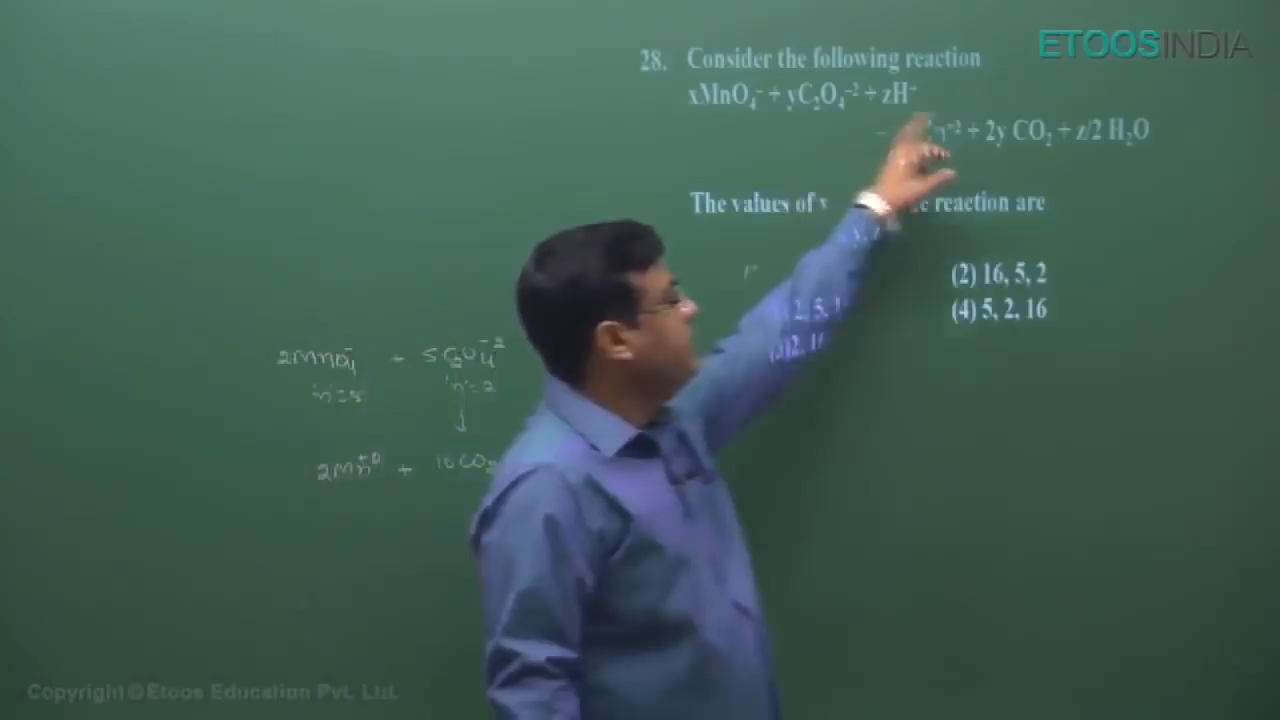 ETOOSINDIA
28. Consider the following reaction
xMnO₄⁻ + yC₂O₄⁻² + zH⁺
+ 2y CO₂ + z/2 H₂O
The values of reaction are
(2) 16, 5, 2
2, 5,
(4) 5, 2, 16
2MnO₄⁻ + 5C₂O₄⁻²
'n'=5 'n'=2
↓
2Mn + 10CO₂
Copyright © Etoos Education Pvt. Ltd.